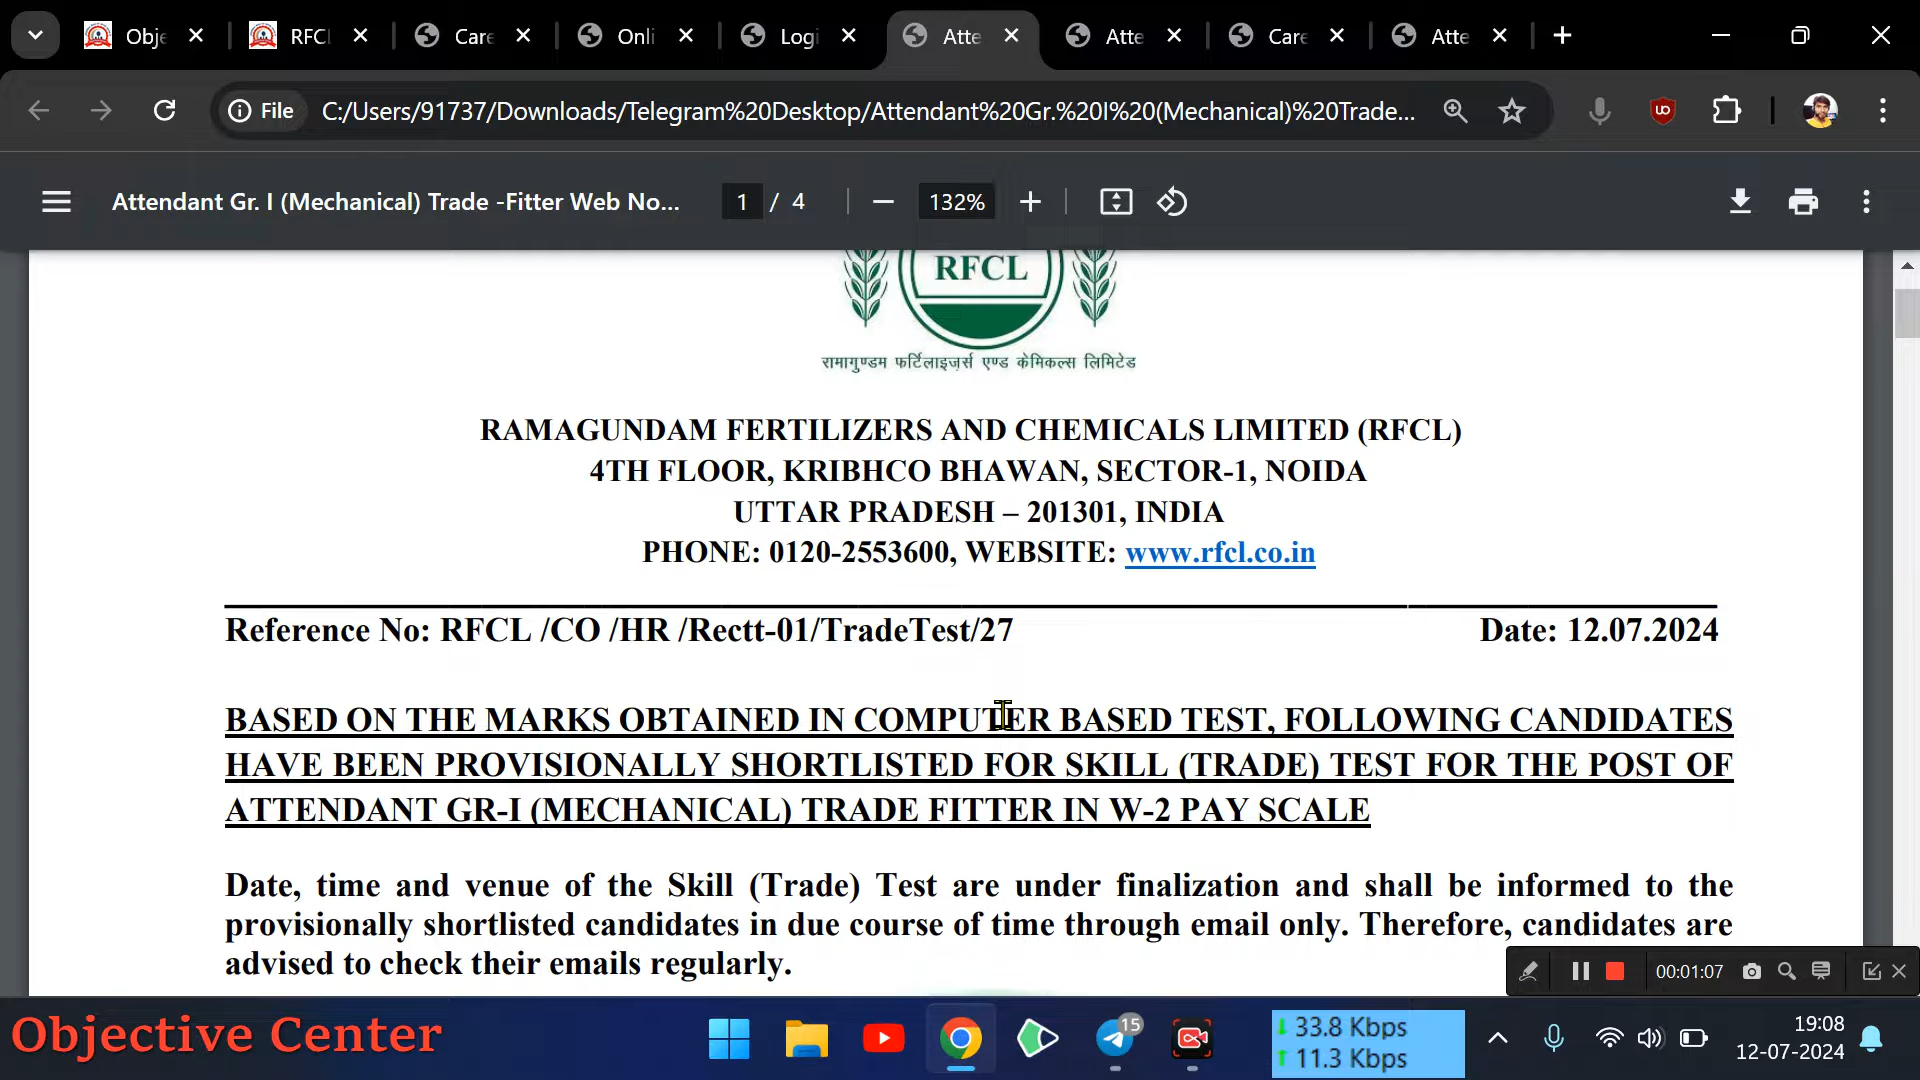 Obje
RFCL
Care
Onli
Logi
Atte
Atte
Care
Atte
File
C:/Users/91737/Downloads/Telegram%20Desktop/Attendant%20Gr.%20I%20(Mechanical)%20Trade...
Attendant Gr. I (Mechanical) Trade -Fitter Web No...
1 / 4
132%
RFCL
रामागुण्डम फर्टिलाइज़र्स एण्ड केमिकल्स लिमिटेड
RAMAGUNDAM FERTILIZERS AND CHEMICALS LIMITED (RFCL)
4TH FLOOR, KRIBHCO BHAWAN, SECTOR-1, NOIDA
UTTAR PRADESH – 201301, INDIA
PHONE: 0120-2553600, WEBSITE: www.rfcl.co.in
Reference No: RFCL /CO /HR /Rectt-01/TradeTest/27 Date: 12.07.2024
BASED ON THE MARKS OBTAINED IN COMPUTER BASED TEST, FOLLOWING CANDIDATES
HAVE BEEN PROVISIONALLY SHORTLISTED FOR SKILL (TRADE) TEST FOR THE POST OF
ATTENDANT GR-I (MECHANICAL) TRADE FITTER IN W-2 PAY SCALE
Date, time and venue of the Skill (Trade) Test are under finalization and shall be informed to the
provisionally shortlisted candidates in due course of time through email only. Therefore, candidates are
advised to check their emails regularly.
00:01:07
Objective Center
15
33.8 Kbps
11.3 Kbps
19:08
12-07-2024